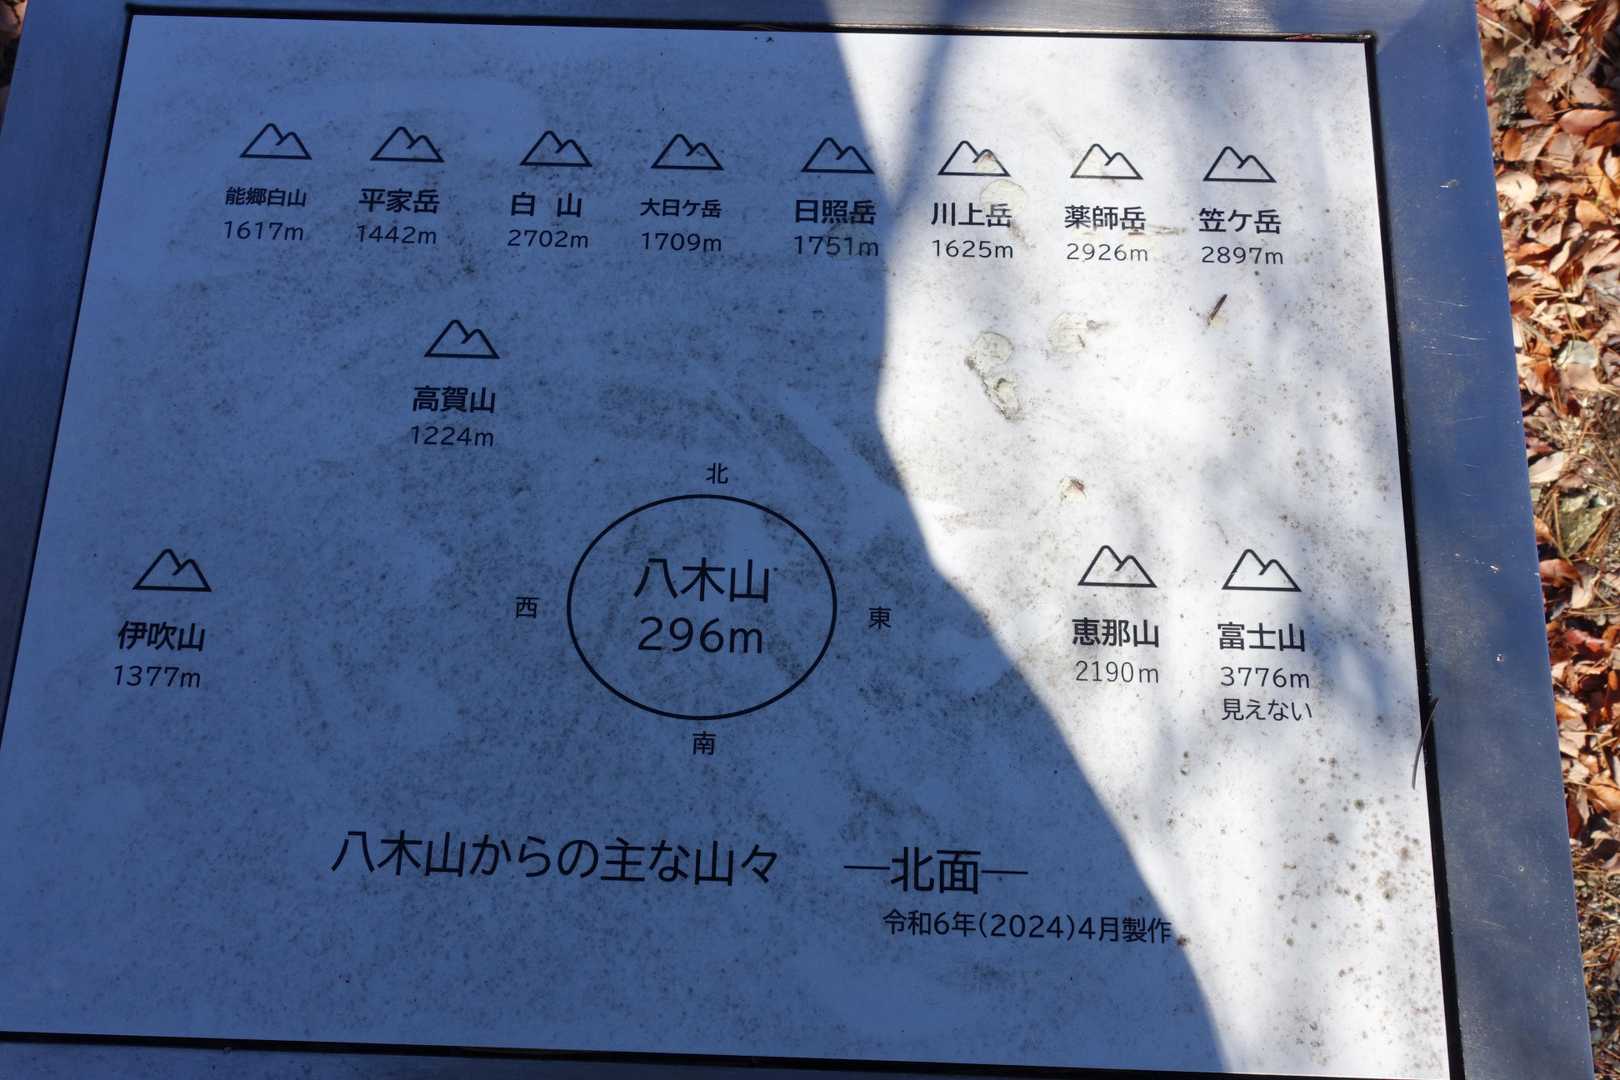 能郷白山
1617m
平家岳
1442m
白 山
2702m
大日ケ岳
1709m
日照岳
1751m
川上岳
1625m
薬師岳
2926m
笠ケ岳
2897m
高賀山
1224m
北
伊吹山
1377m
西
八木山
296m
東
恵那山
2190m
富士山
3776m
見えない
南
八木山からの主な山々 ―北面―
令和6年(2024)4月製作